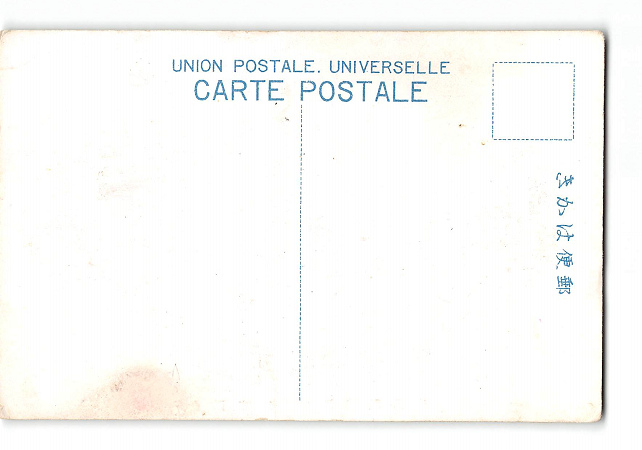 UNION POSTALE. UNIVERSELLE
CARTE POSTALE
きかは便郵